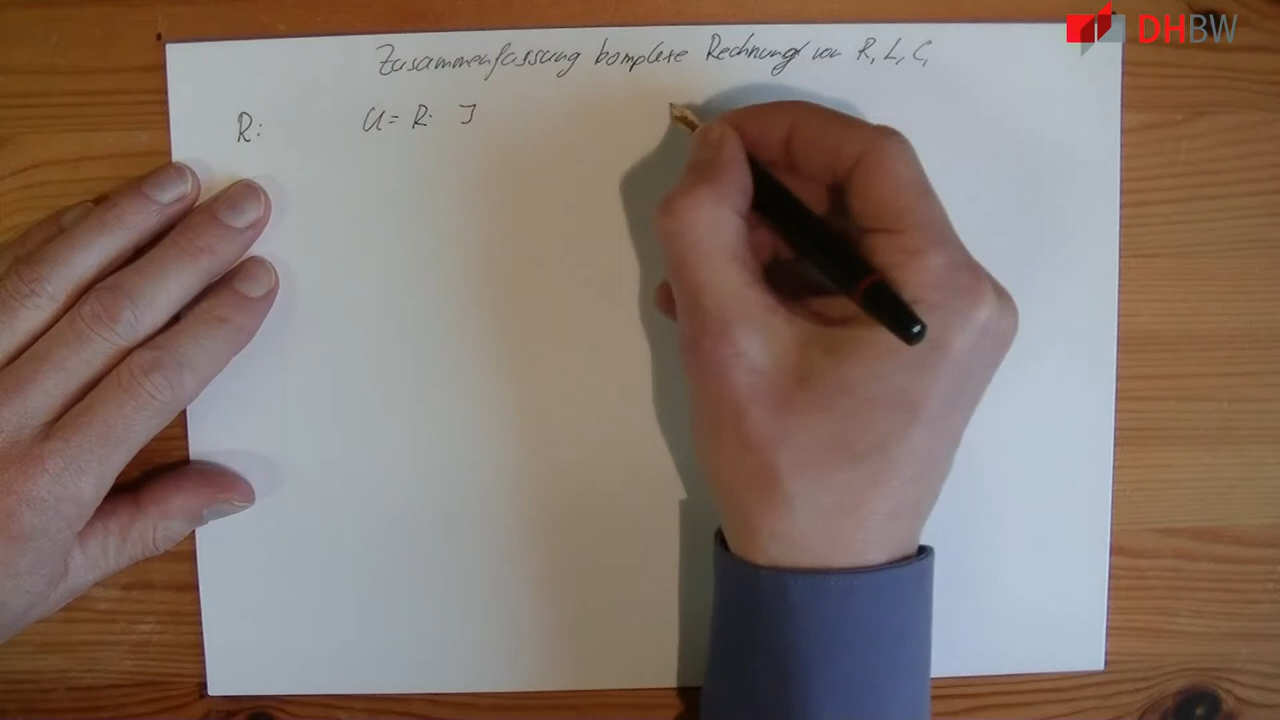 DHBW
Zusammenfassung komplexe Rechnung von R, L, C,
R: U = R · I